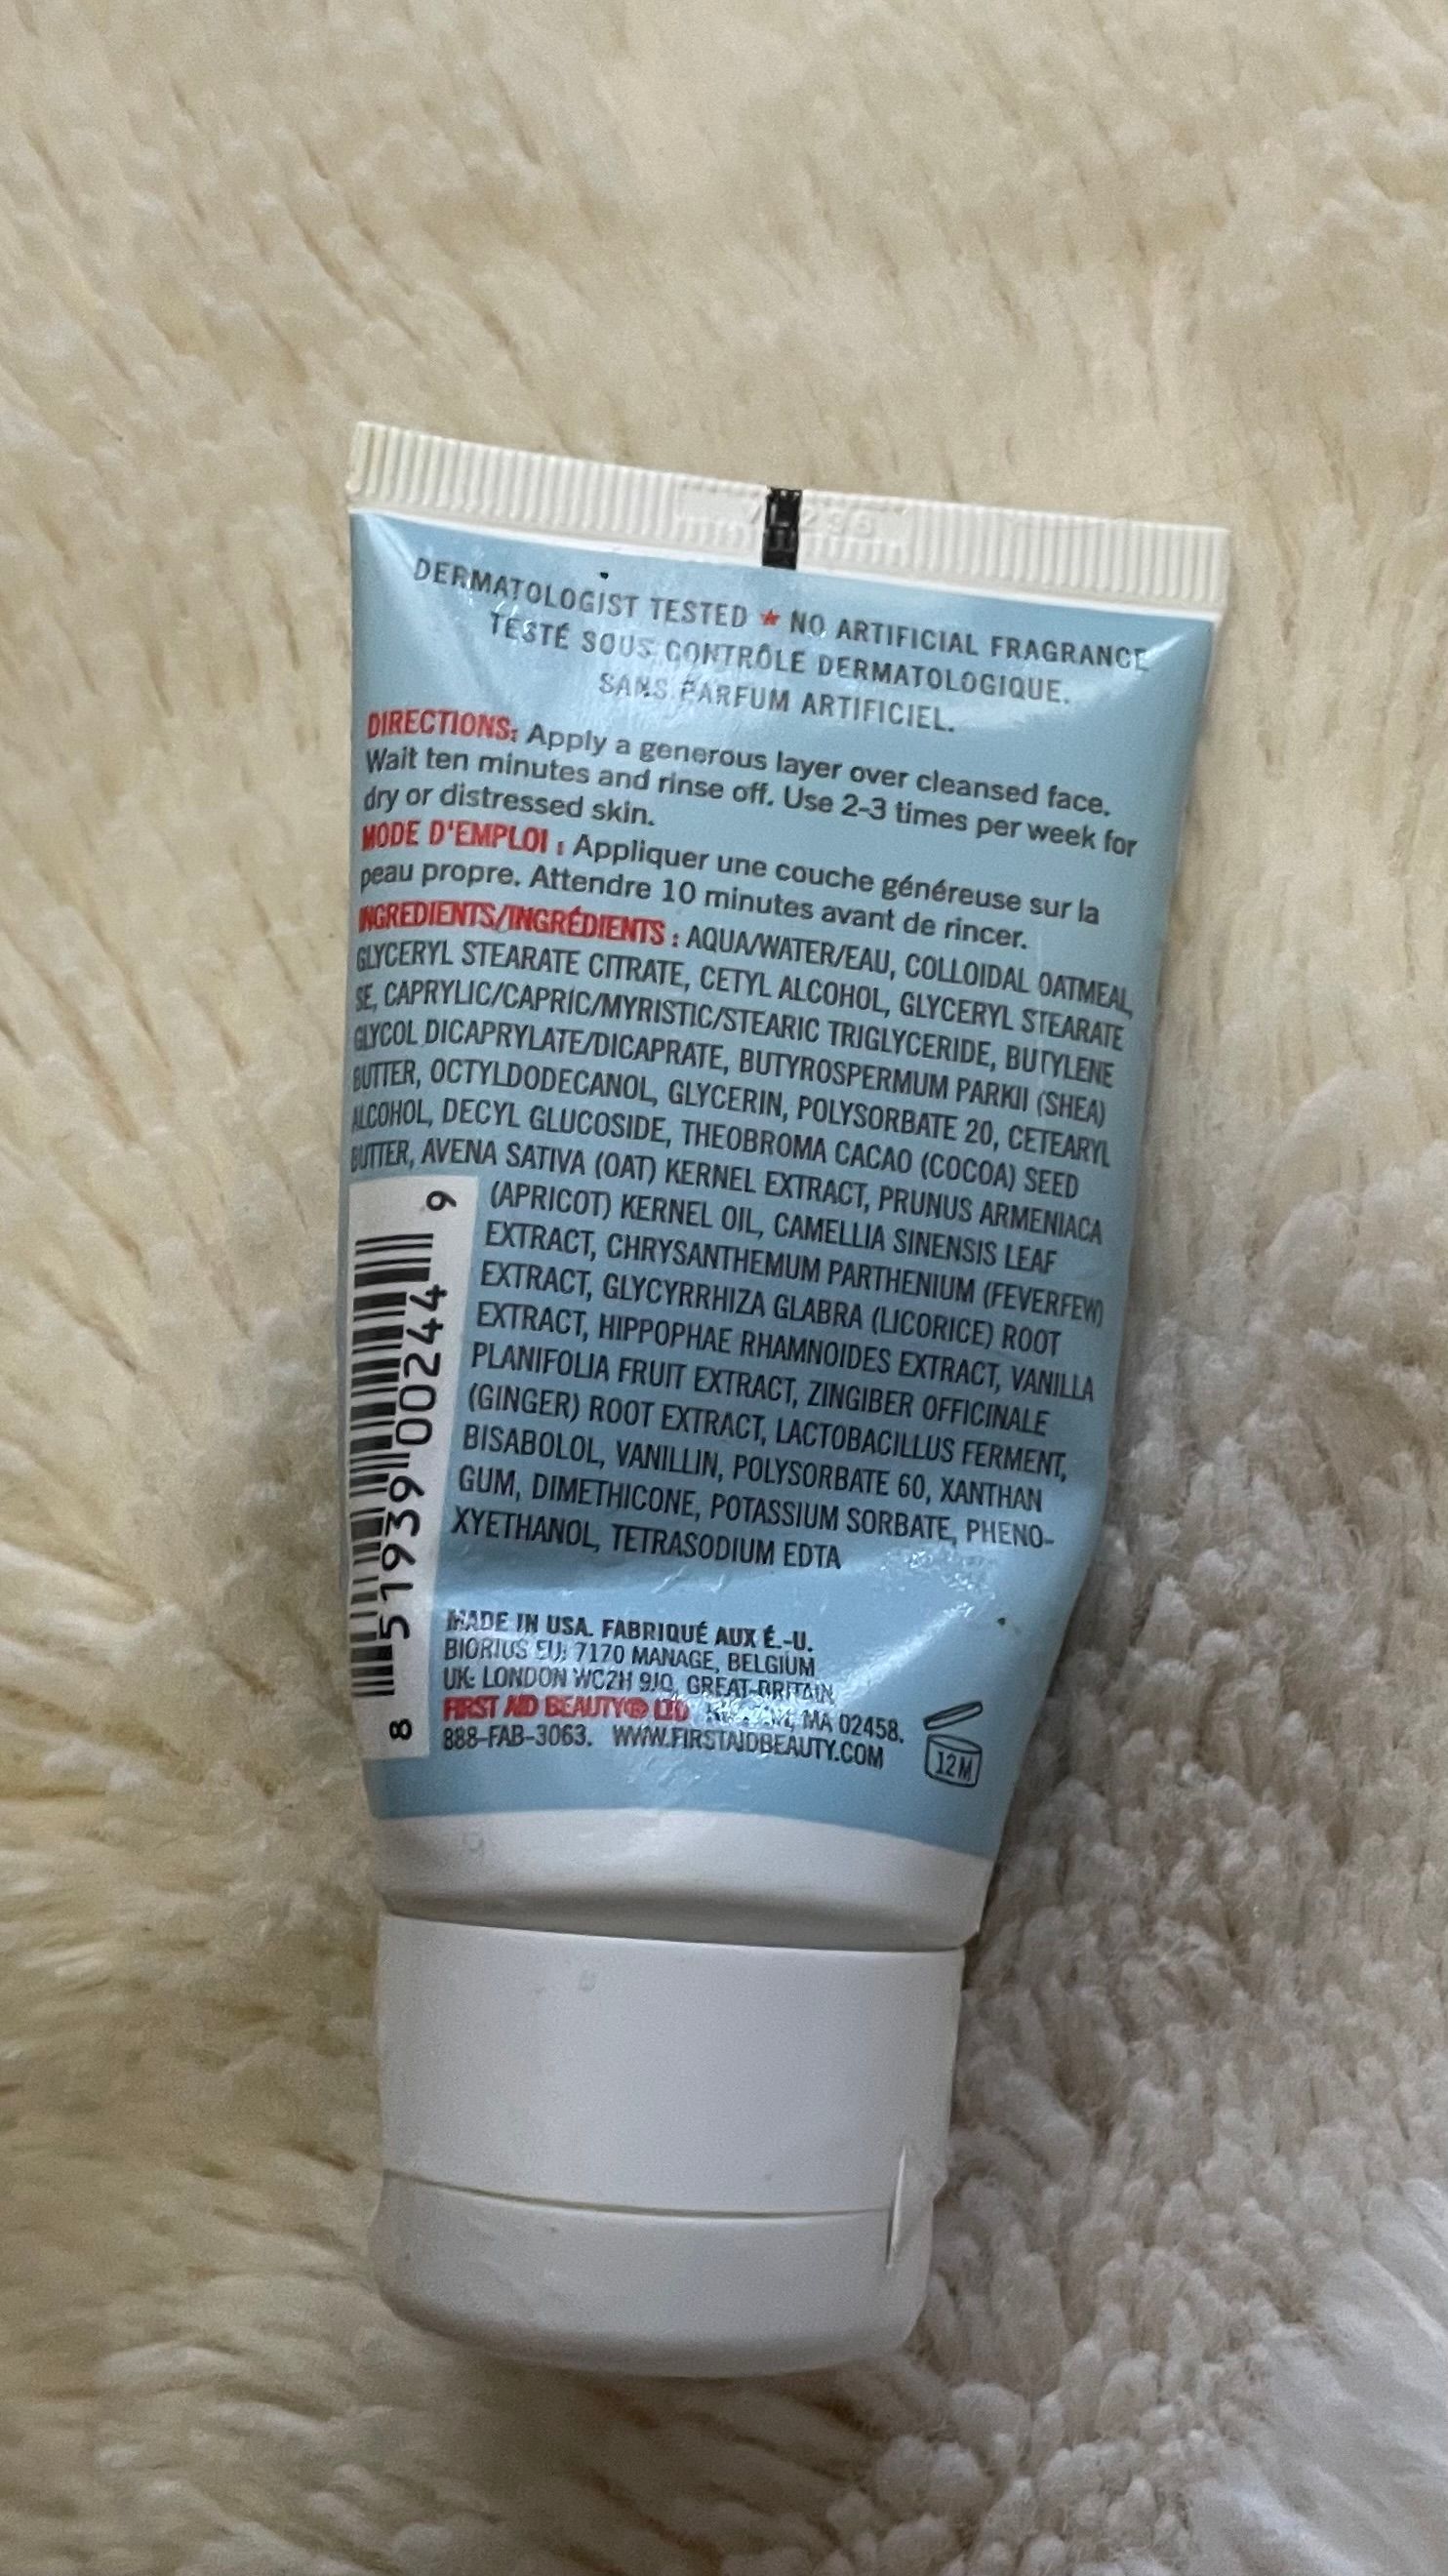 DERMATOLOGIST TESTED ★ NO ARTIFICIAL FRAGRANCE
TESTÉ SOUS CONTRÔLE DERMATOLOGIQUE.
SANS PARFUM ARTIFICIEL.
DIRECTIONS: Apply a generous layer over cleansed face.
Wait ten minutes and rinse off. Use 2-3 times per week for
dry or distressed skin.
MODE D'EMPLOI : Appliquer une couche généreuse sur la
peau propre. Attendre 10 minutes avant de rincer.
INGREDIENTS/INGRÉDIENTS : AQUA/WATER/EAU, COLLOIDAL OATMEAL,
GLYCERYL STEARATE CITRATE, CETYL ALCOHOL, GLYCERYL STEARATE
SE, CAPRYLIC/CAPRIC/MYRISTIC/STEARIC TRIGLYCERIDE, BUTYLENE
GLYCOL DICAPRYLATE/DICAPRATE, BUTYROSPERMUM PARKII (SHEA)
BUTTER, OCTYLDODECANOL, GLYCERIN, POLYSORBATE 20, CETEARYL
ALCOHOL, DECYL GLUCOSIDE, THEOBROMA CACAO (COCOA) SEED
BUTTER, AVENA SATIVA (OAT) KERNEL EXTRACT, PRUNUS ARMENIACA
(APRICOT) KERNEL OIL, CAMELLIA SINENSIS LEAF
EXTRACT, CHRYSANTHEMUM PARTHENIUM (FEVERFEW)
EXTRACT, GLYCYRRHIZA GLABRA (LICORICE) ROOT
EXTRACT, HIPPOPHAE RHAMNOIDES EXTRACT, VANILLA
PLANIFOLIA FRUIT EXTRACT, ZINGIBER OFFICINALE
(GINGER) ROOT EXTRACT, LACTOBACILLUS FERMENT,
BISABOLOL, VANILLIN, POLYSORBATE 60, XANTHAN
GUM, DIMETHICONE, POTASSIUM SORBATE, PHENO-
XYETHANOL, TETRASODIUM EDTA
8 51939 00244 9
MADE IN USA. FABRIQUÉ AUX É.-U.
BIORIUS EU: 7170 MANAGE, BELGIUM
UK: LONDON WC2H 9JQ, GREAT-BRITAIN
FIRST AID BEAUTY® LTD MA 02458.
888-FAB-3063. WWW.FIRSTAIDBEAUTY.COM
12M